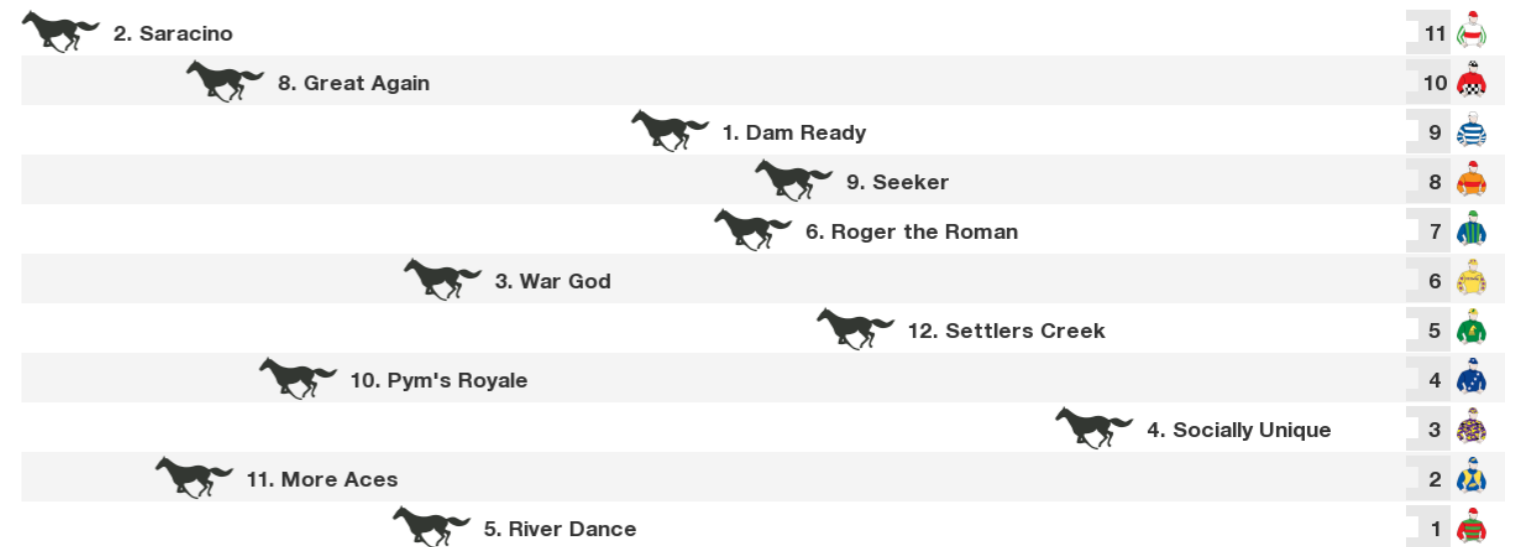 2. Saracino 11
8. Great Again 10
1. Dam Ready 9
9. Seeker 8
6. Roger the Roman 7
3. War God 6
12. Settlers Creek 5
10. Pym's Royale 4
4. Socially Unique 3
11. More Aces 2
5. River Dance 1